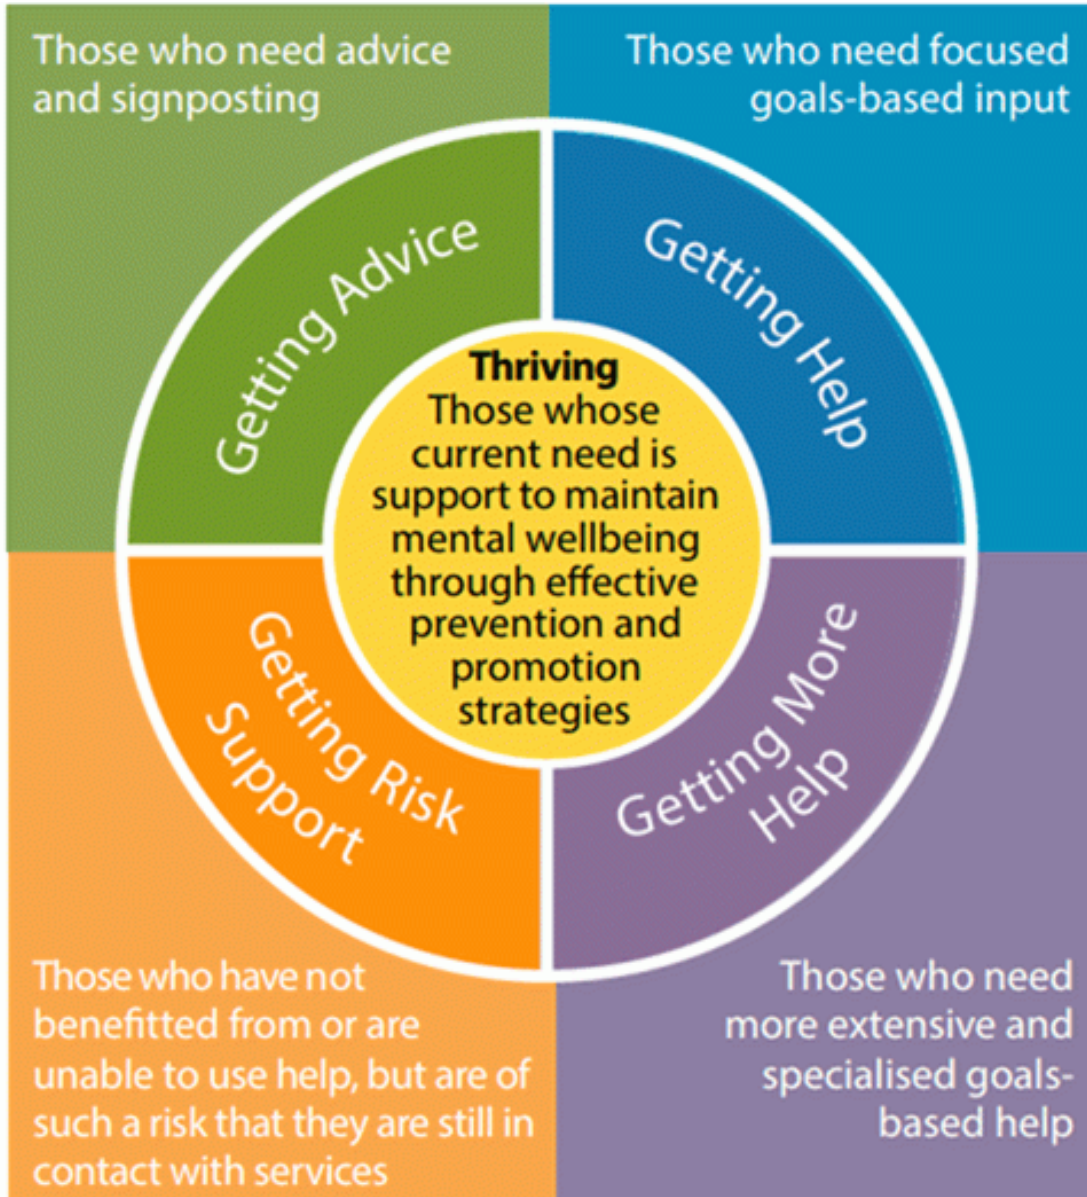 Those who need advice
and signposting
Those who need focused
goals-based input
Getting Advice
Getting Help
Thriving
Those whose
current need is
support to maintain
mental wellbeing
through effective
prevention and
promotion
strategies
Getting Risk
Support
Getting More
Help
Those who have not
benefitted from or are
unable to use help, but are of
such a risk that they are still in
contact with services
Those who need
more extensive and
specialised goals-
based help